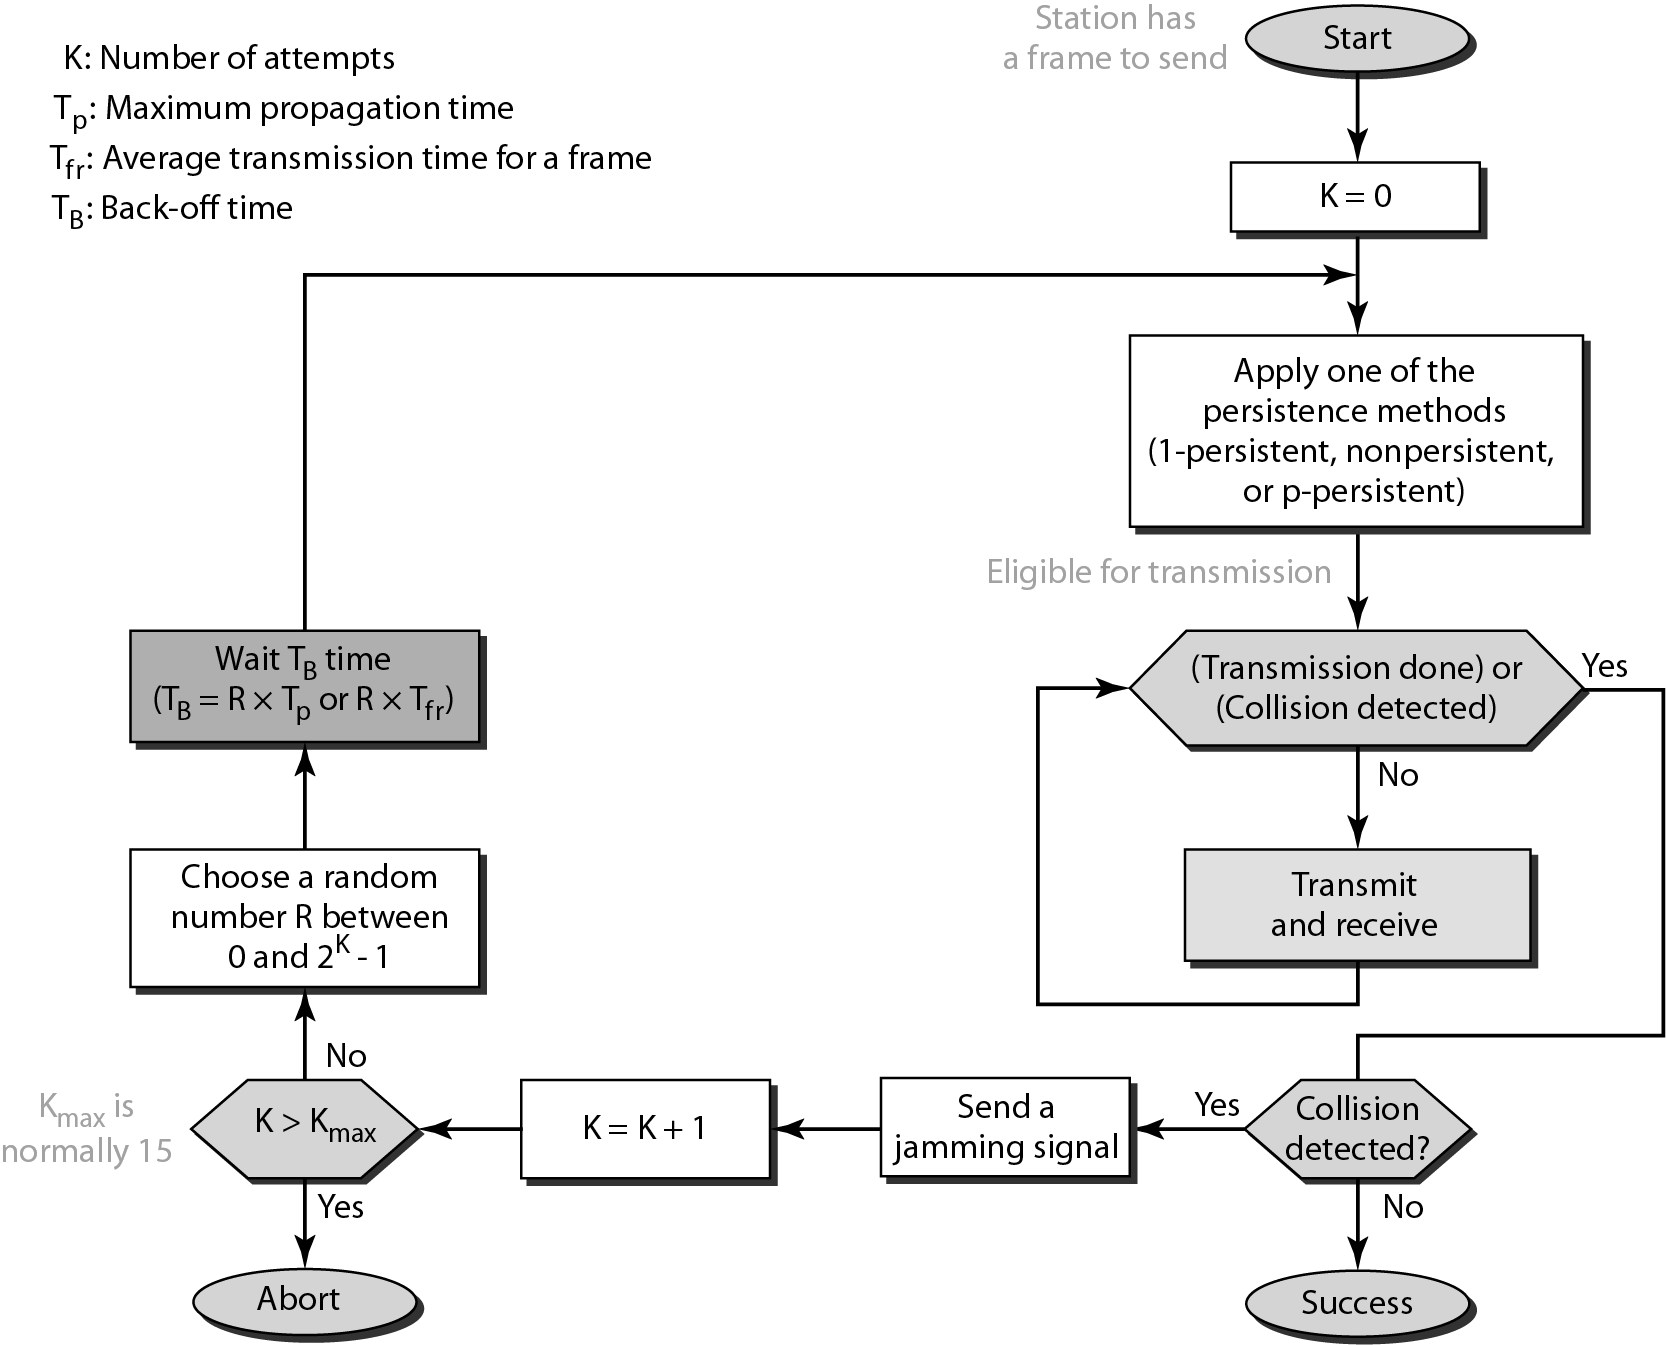 K: Number of attempts
Tp: Maximum propagation time
Tfr: Average transmission time for a frame
TB: Back-off time
Station has
a frame to send
Start
K = 0
Apply one of the
persistence methods
(1-persistent, nonpersistent,
or p-persistent)
Eligible for transmission
(Transmission done) or
(Collision detected)
Yes
No
Transmit
and receive
Wait TB time
(TB = R × Tp or R × Tfr)
Choose a random
number R between
0 and 2^K - 1
No
Kmax is
normally 15
K > Kmax
K = K + 1
Send a
jamming signal
Yes
Collision
detected?
Yes
No
Abort
Success